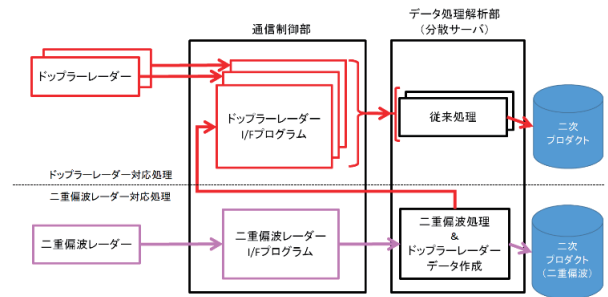 通信制御部
データ処理解析部
(分散サーバ)
ドップラーレーダー
ドップラーレーダー
I/Fプログラム
従来処理
二次
プロダクト
ドップラーレーダー対応処理
二重偏波レーダー対応処理
二重偏波レーダー
二重偏波レーダー
I/Fプログラム
二重偏波処理
&
ドップラーレーダー
データ作成
二次
プロダクト
(二重偏波)